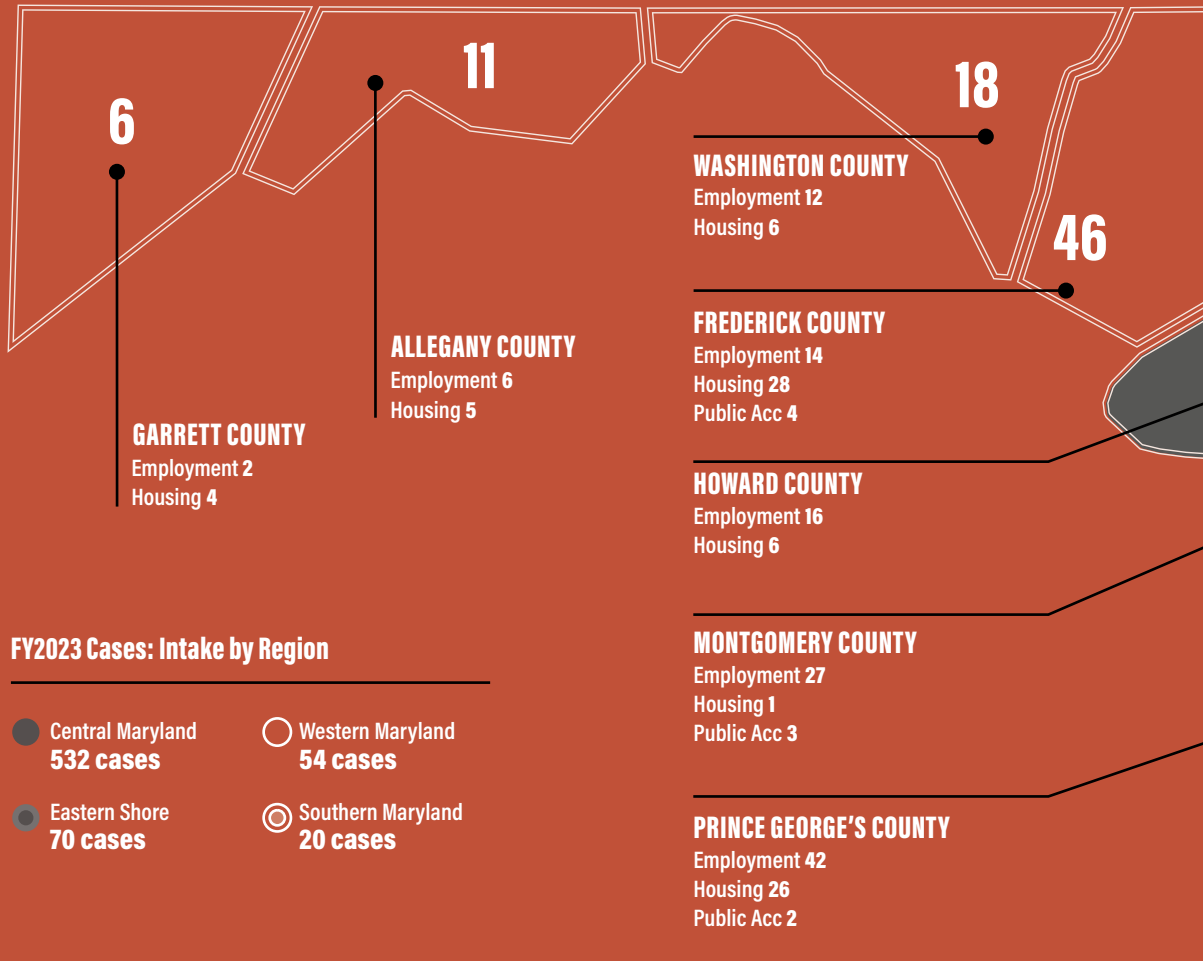 6
11
18
46
GARRETT COUNTY
Employment 2
Housing 4
ALLEGANY COUNTY
Employment 6
Housing 5
WASHINGTON COUNTY
Employment 12
Housing 6
FREDERICK COUNTY
Employment 14
Housing 28
Public Acc 4
HOWARD COUNTY
Employment 16
Housing 6
MONTGOMERY COUNTY
Employment 27
Housing 1
Public Acc 3
PRINCE GEORGE'S COUNTY
Employment 42
Housing 26
Public Acc 2
FY2023 Cases: Intake by Region
Central Maryland
532 cases
Western Maryland
54 cases
Eastern Shore
70 cases
Southern Maryland
20 cases